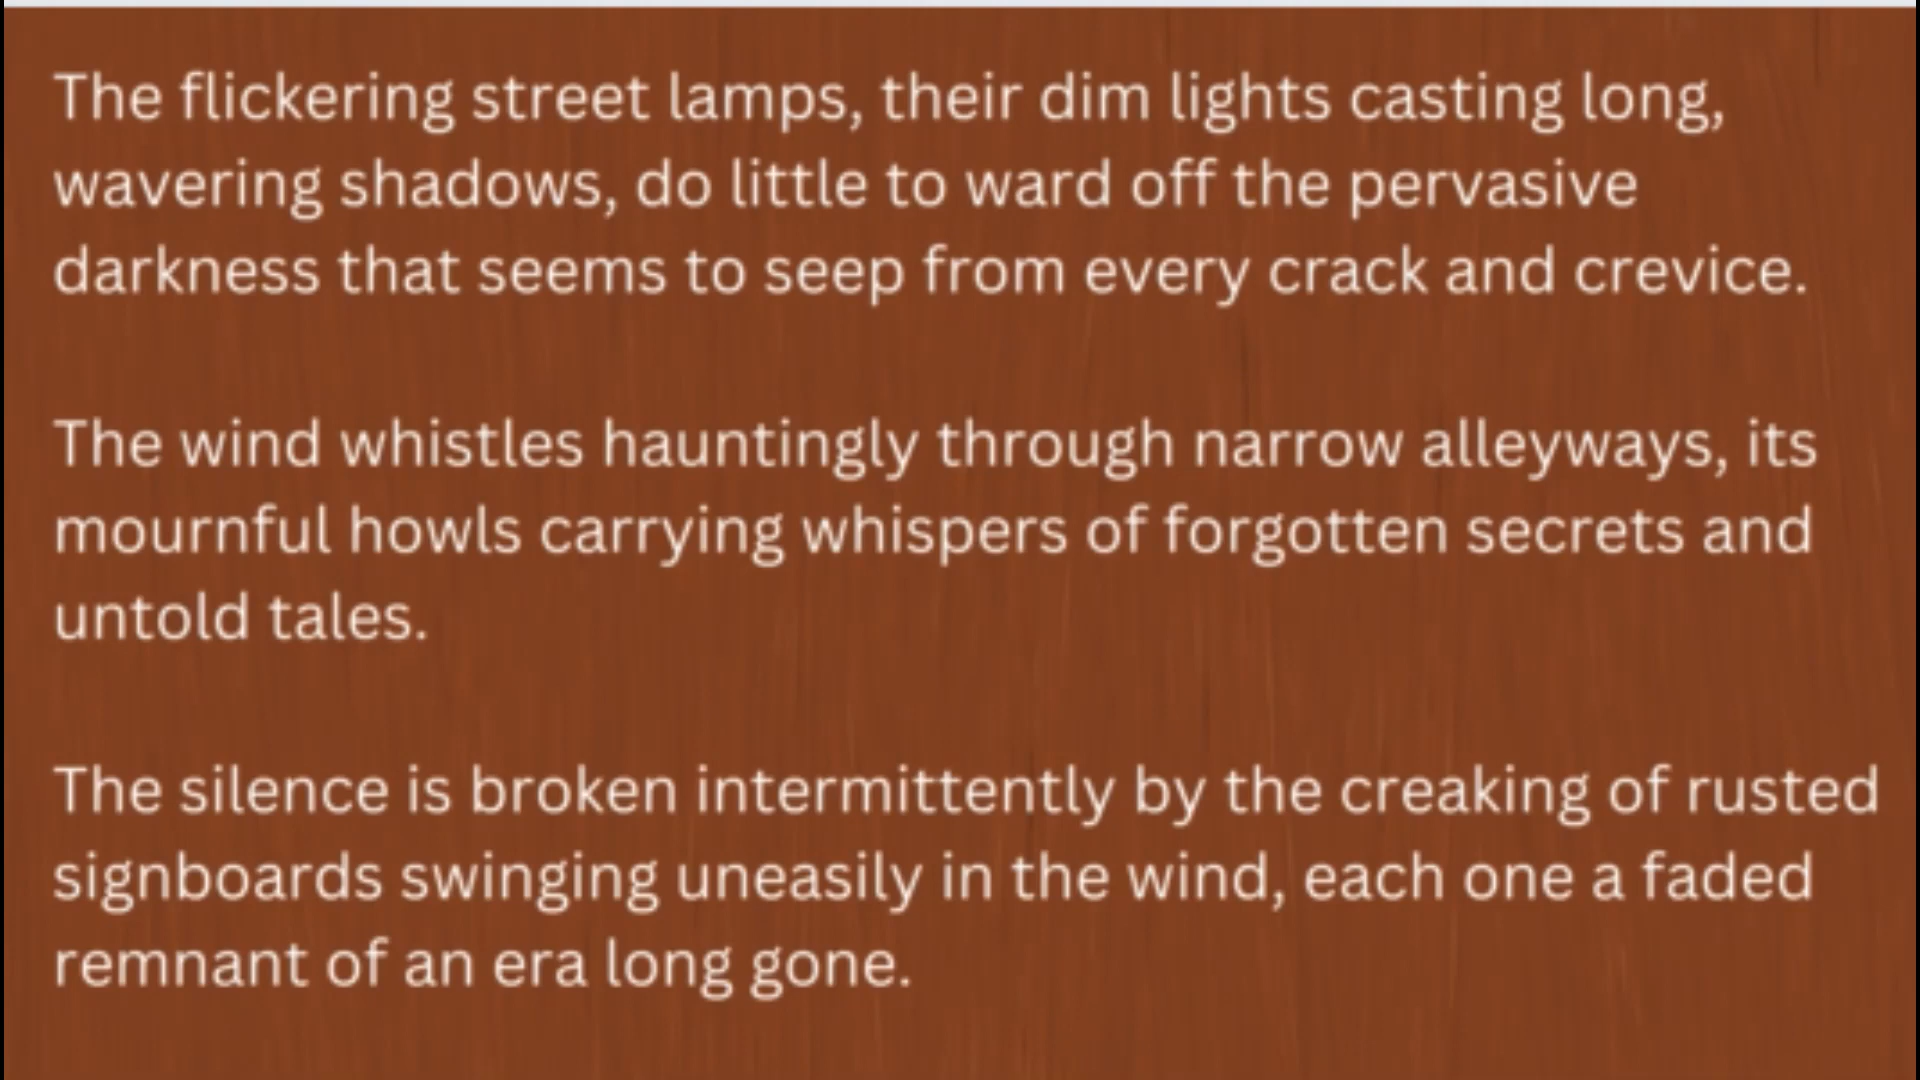 The flickering street lamps, their dim lights casting long,
wavering shadows, do little to ward off the pervasive
darkness that seems to seep from every crack and crevice.
The wind whistles hauntingly through narrow alleyways, its
mournful howls carrying whispers of forgotten secrets and
untold tales.
The silence is broken intermittently by the creaking of rusted
signboards swinging uneasily in the wind, each one a faded
remnant of an era long gone.